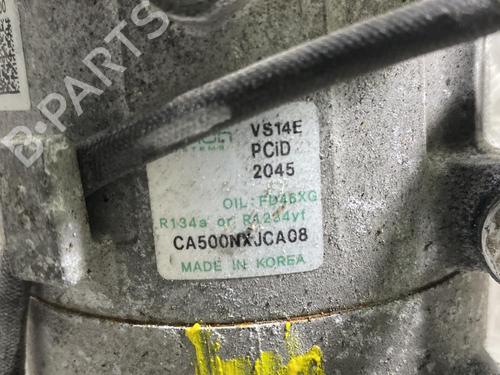 B-PARTS
VS14E
PCiD
2045
OIL: FD46XG
R134a or R1234yf
CA500NXJCA08
MADE IN KOREA